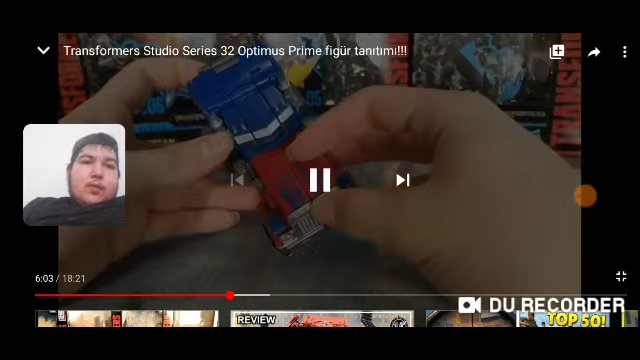 Transformers Studio Series 32 Optimus Prime figür tanıtımı!!!
6:03 / 18:21
DU RECORDER
REVIEW
TOP 50!